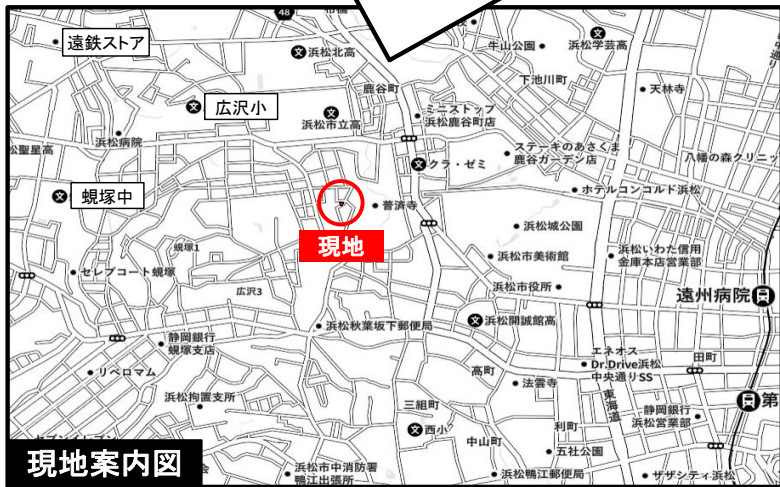 48
遠鉄ストア
浜松北高
牛山公園
浜松学芸高
鹿谷町
下池川町
広沢小
ミニストップ
浜松鹿谷町店
天林寺
浜松市立高
浜松病院
松聖星高
クラ・ゼミ
ステーキのあさくま
鹿谷ガーデン店
八幡の森クリニッ
蜆塚中
普済寺
ホテルコンコルド浜松
現地
浜松城公園
蜆塚1
浜松市美術館
浜松いわた信用
金庫本店営業部
セレブコート蜆塚
広沢3
浜松市役所
遠州病院
静岡銀行
蜆塚支店
浜松秋葉坂下郵便局
浜松開誠館高
リベロマム
高町
エネオス
Dr.Drive浜松
中央通りSS
田町
法雲寺
浜松拘置支所
三組町
東海道
静岡銀行
浜松営業部
第
西小
中山町
利町
五社公園
現地案内図
浜松市中消防署
鴨江出張所
浜松鴨江郵便局
ザザシティ浜松